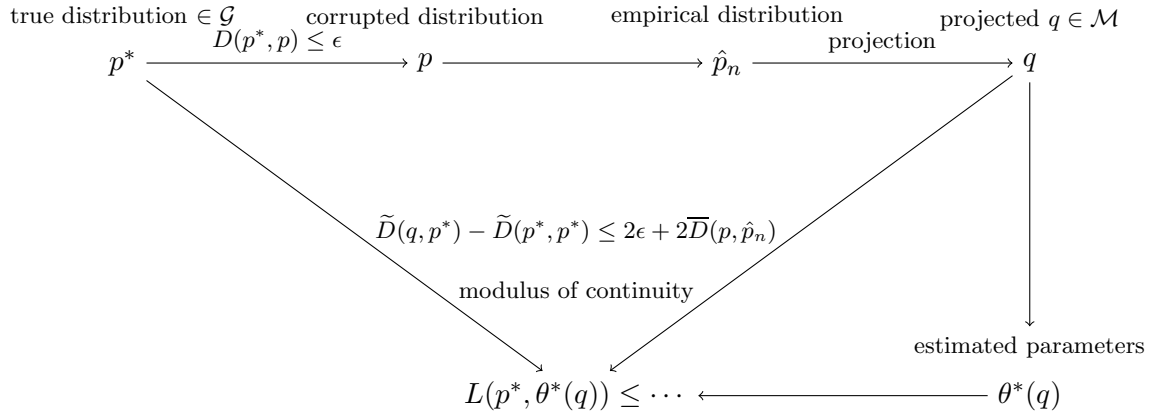 true distribution ∈ 𝒢
corrupted distribution
empirical distribution
projected q ∈ ℳ
D(p*, p) ≤ ϵ
projection
p*
p
p̂ₙ
q
D̃(q, p*) − D̃(p*, p*) ≤ 2ϵ + 2D̅(p, p̂ₙ)
modulus of continuity
estimated parameters
L(p*, θ*(q)) ≤ ⋯
θ*(q)